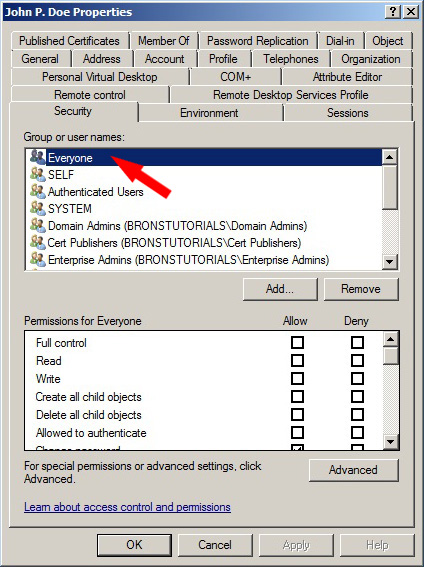 John P. Doe Properties
Published Certificates Member Of Password Replication Dial-in Object
General Address Account Profile Telephones Organization
Personal Virtual Desktop COM+ Attribute Editor
Remote control Remote Desktop Services Profile
Security Environment Sessions
Group or user names:
Everyone
SELF
Authenticated Users
SYSTEM
Domain Admins (BRONSTUTORIALS\Domain Admins)
Cert Publishers (BRONSTUTORIALS\Cert Publishers)
Enterprise Admins (BRONSTUTORIALS\Enterprise Admins)
Add... Remove
Permissions for Everyone Allow Deny
Full control
Read
Write
Create all child objects
Delete all child objects
Allowed to authenticate
Change password
For special permissions or advanced settings, click
Advanced.
Advanced
Learn about access control and permissions
OK Cancel Apply Help